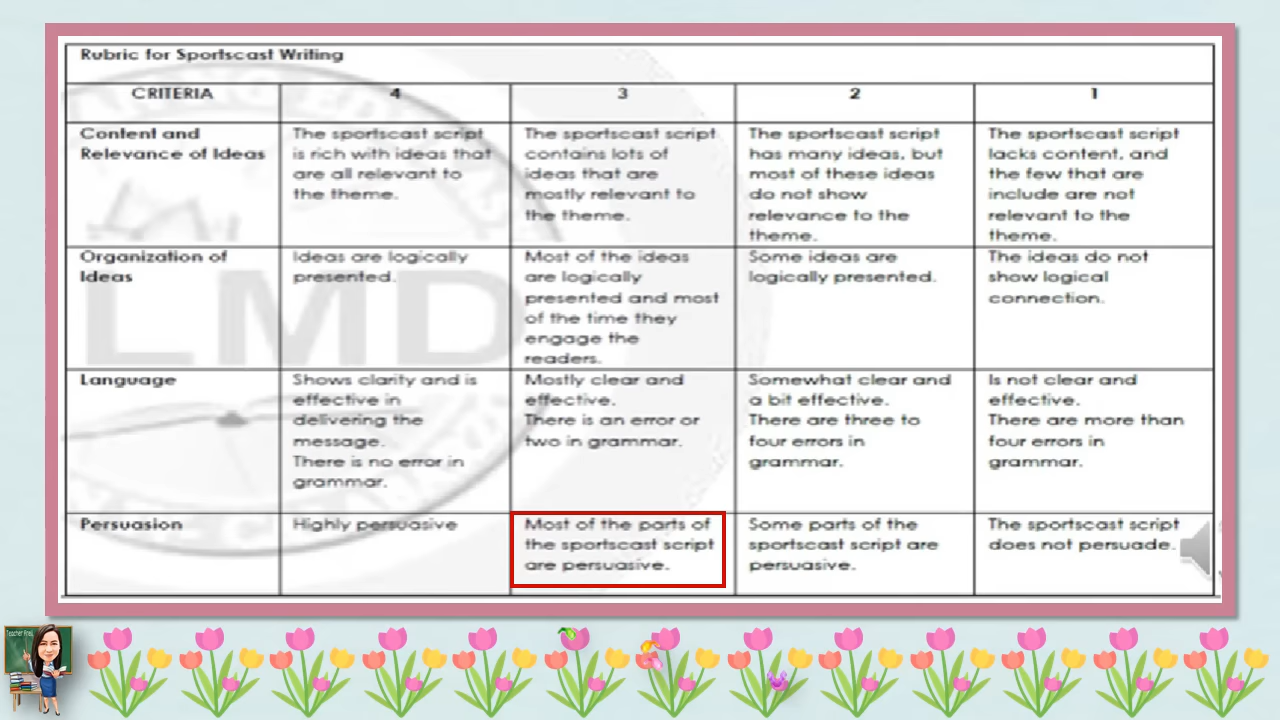 Rubric for Sportscast Writing
CRITERIA
4
3
2
1
Content and
Relevance of Ideas
The sportscast script
is rich with ideas that
are all relevant to
the theme.
The sportscast script
contains lots of
ideas that are
mostly relevant to
the theme.
The sportscast script
has many ideas, but
most of these ideas
do not show
relevance to the
theme.
The sportscast script
lacks content, and
the few that are
include are not
relevant to the
theme.
Organization of
Ideas
Ideas are logically
presented.
Most of the ideas
are logically
presented and most
of the time they
engage the
readers.
Some ideas are
logically presented.
The ideas do not
show logical
connection.
Language
Shows clarity and is
effective in
delivering the
message.
There is no error in
grammar.
Mostly clear and
effective.
There is an error or
two in grammar.
Somewhat clear and
a bit effective.
There are three to
four errors in
grammar.
Is not clear and
effective.
There are more than
four errors in
grammar.
Persuasion
Highly persuasive
Most of the parts of
the sportscast script
are persuasive.
Some parts of the
sportscast script are
persuasive.
The sportscast script
does not persuade.
LMD